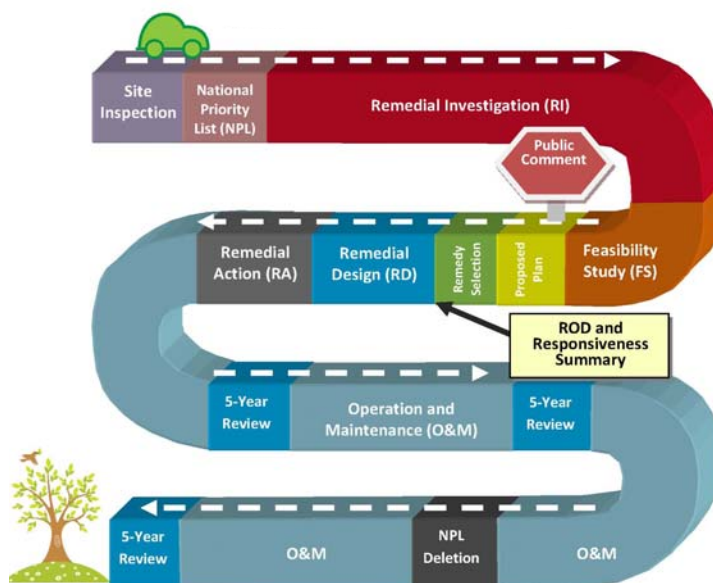 Site
Inspection
National
Priority
List (NPL)
Remedial Investigation (RI)
Public
Comment
Feasibility
Study (FS)
Proposed
Plan
Remedy
Selection
Remedial
Design (RD)
Remedial
Action (RA)
ROD and
Responsiveness
Summary
5-Year
Review
Operation and
Maintenance (O&M)
5-Year
Review
O&M
NPL
Deletion
O&M
5-Year
Review